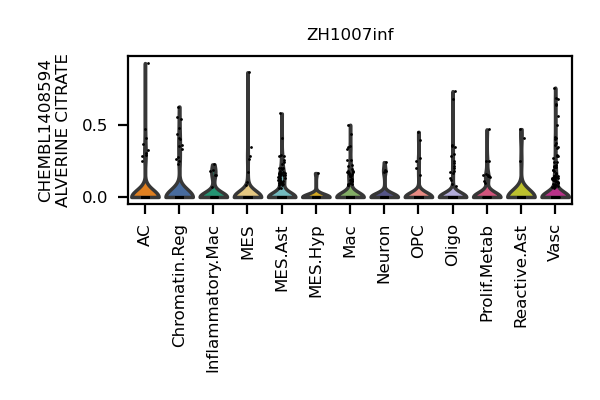 ZH1007inf
CHEMBL1408594
ALVERINE CITRATE
0.5
0.0
AC
Chromatin.Reg
Inflammatory.Mac
MES
MES.Ast
MES.Hyp
Mac
Neuron
OPC
Oligo
Prolif.Metab
Reactive.Ast
Vasc